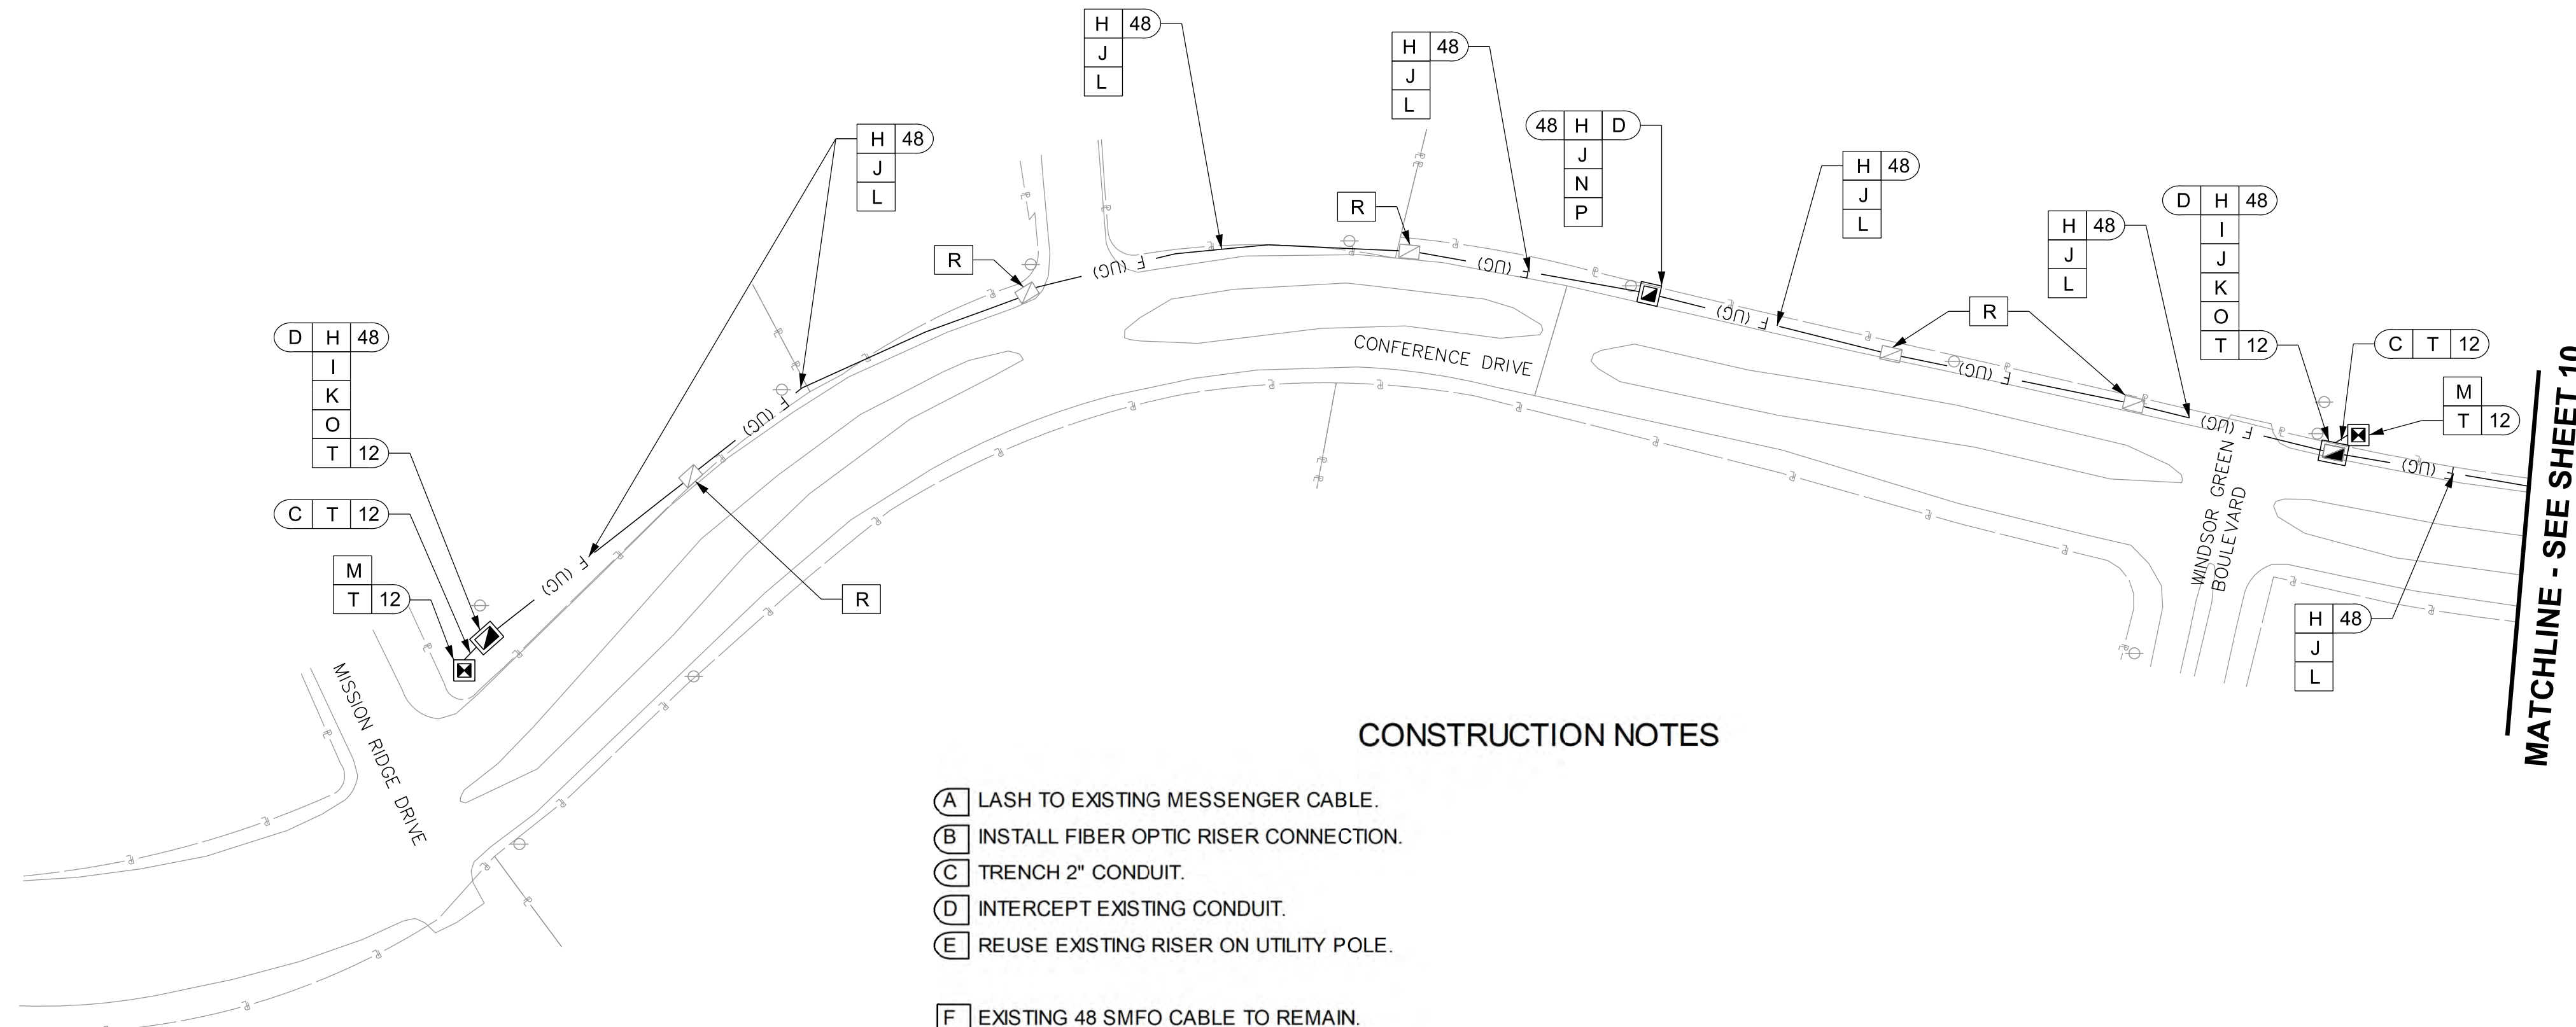 H 48
J
L
H 48
J
L
48 H D
J
N
P
H 48
J
L
H 48
J
L
D H 48
I
J
K
O
T 12
H 48
J
L
R
R
R
C T 12
M
T 12
D H 48
I
K
O
T 12
C T 12
M
T 12
R
H 48
J
L
F (UG)
F (UG)
F (UG)
F (UG)
F (UG)
F (UG)
F (UG)
F (UG)
CONFERENCE DRIVE
WINDSOR GREEN
BOULEVARD
MISSION RIDGE DRIVE
MATCHLINE - SEE SHEET 10
CONSTRUCTION NOTES
A LASH TO EXISTING MESSENGER CABLE.
B INSTALL FIBER OPTIC RISER CONNECTION.
C TRENCH 2" CONDUIT.
D INTERCEPT EXISTING CONDUIT.
E REUSE EXISTING RISER ON UTILITY POLE.
F EXISTING 48 SMFO CABLE TO REMAIN.